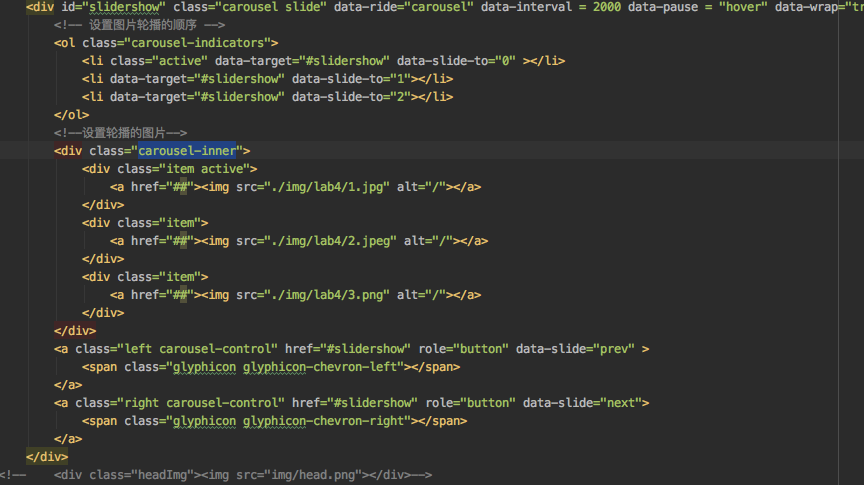 <div id="slidershow" class="carousel slide" data-ride="carousel" data-interval = 2000 data-pause = "hover" data-wrap="tr
<!-- 设置图片轮播的顺序 -->
<ol class="carousel-indicators">
<li class="active" data-target="#slidershow" data-slide-to="0" ></li>
<li data-target="#slidershow" data-slide-to="1"></li>
<li data-target="#slidershow" data-slide-to="2"></li>
</ol>
<!--设置轮播的图片-->
<div class="carousel-inner">
<div class="item active">
<a href="##"><img src="./img/lab4/1.jpg" alt="/"></a>
</div>
<div class="item">
<a href="##"><img src="./img/lab4/2.jpeg" alt="/"></a>
</div>
<div class="item">
<a href="##"><img src="./img/lab4/3.png" alt="/"></a>
</div>
</div>
<a class="left carousel-control" href="#slidershow" role="button" data-slide="prev" >
<span class="glyphicon glyphicon-chevron-left"></span>
</a>
<a class="right carousel-control" href="#slidershow" role="button" data-slide="next">
<span class="glyphicon glyphicon-chevron-right"></span>
</a>
</div>
<!-- <div class="headImg"><img src="img/head.png"></div>-->